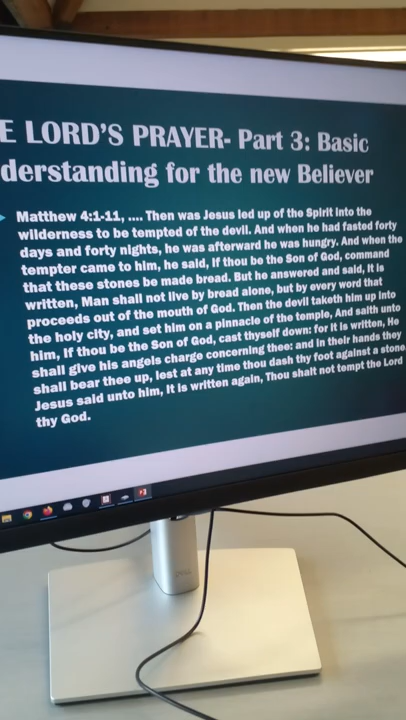 E LORD'S PRAYER- Part 3: Basic
derstanding for the new Believer
Matthew 4:1-11, .... Then was Jesus led up of the Spirit into the
wilderness to be tempted of the devil. And when he had fasted forty
days and forty nights, he was afterward he was hungry. And when the
tempter came to him, he said, If thou be the Son of God, command
that these stones be made bread. But he answered and said, It is
written, Man shall not live by bread alone, but by every word that
proceeds out of the mouth of God. Then the devil taketh him up into
the holy city, and set him on a pinnacle of the temple, And saith unto
him, If thou be the Son of God, cast thyself down: for it is written, He
shall give his angels charge concerning thee: and in their hands they
shall bear thee up, lest at any time thou dash thy foot against a stone.
Jesus said unto him, It is written again, Thou shalt not tempt the Lord
thy God.